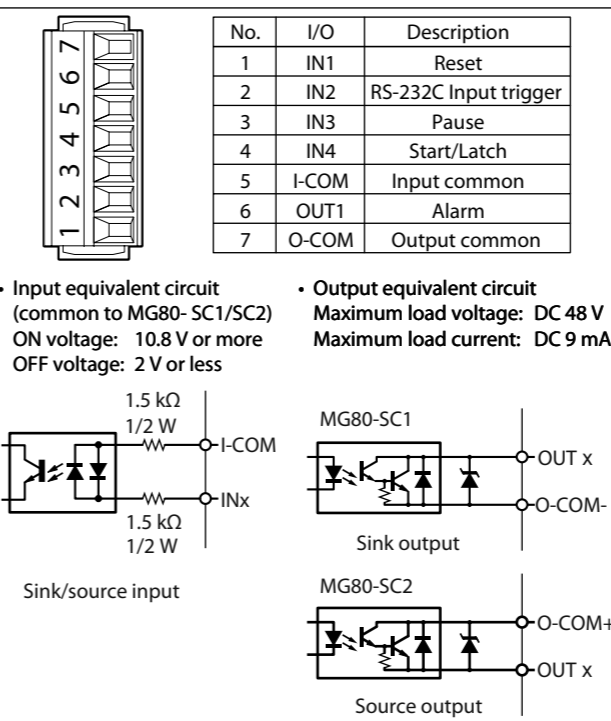 7
6
5
4
3
2
1
No. I/O Description
1 IN1 Reset
2 IN2 RS-232C Input trigger
3 IN3 Pause
4 IN4 Start/Latch
5 I-COM Input common
6 OUT1 Alarm
7 O-COM Output common
• Input equivalent circuit
(common to MG80- SC1/SC2)
ON voltage: 10.8 V or more
OFF voltage: 2 V or less
• Output equivalent circuit
Maximum load voltage: DC 48 V
Maximum load current: DC 9 mA
1.5 kΩ
1/2 W
I-COM
INx
1.5 kΩ
1/2 W
Sink/source input
MG80-SC1
OUT x
O-COM-
Sink output
MG80-SC2
O-COM+
OUT x
Source output